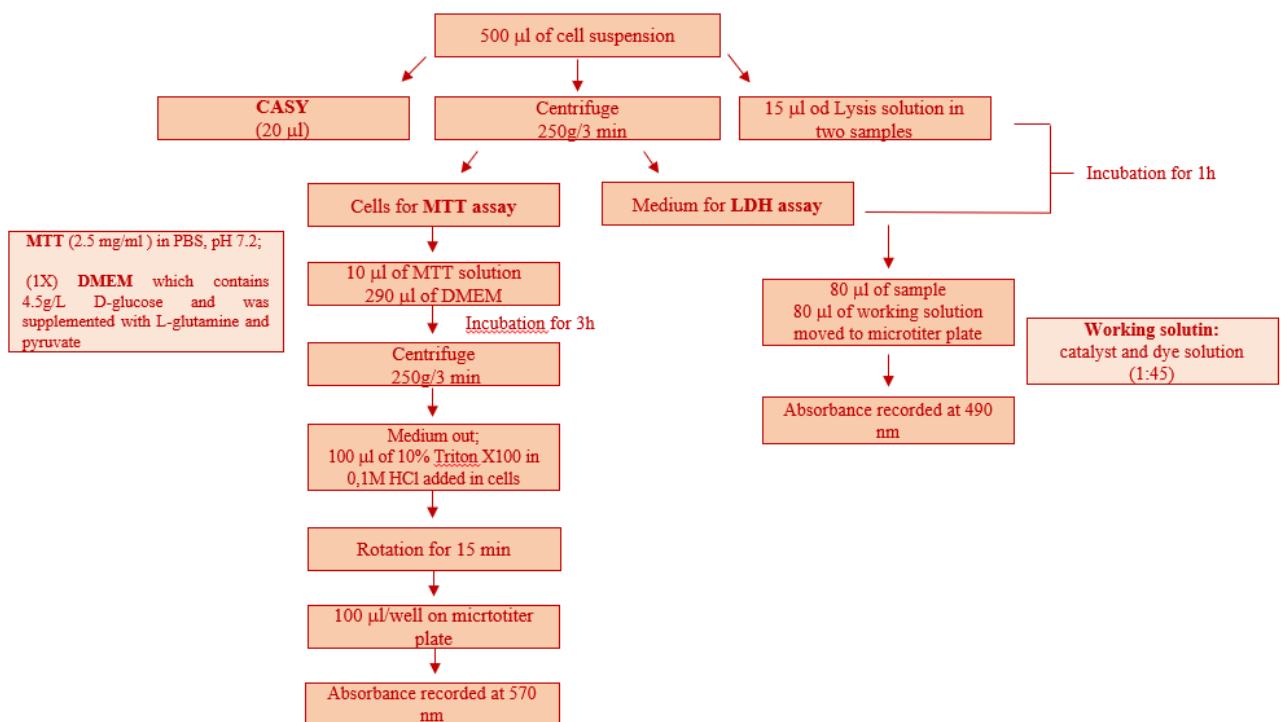 500 µl of cell suspension
CASY
(20 µl)
Centrifuge
250g/3 min
15 µl od Lysis solution in
two samples
Incubation for 1h
Cells for MTT assay
Medium for LDH assay
MTT (2.5 mg/ml ) in PBS, pH 7.2;
(1X) DMEM which contains
4.5g/L D-glucose and was
supplemented with L-glutamine and
pyruvate
10 µl of MTT solution
290 µl of DMEM
Incubation for 3h
80 µl of sample
80 µl of working solution
moved to microtiter plate
Working solutin:
catalyst and dye solution
(1:45)
Centrifuge
250g/3 min
Absorbance recorded at 490
nm
Medium out;
100 µl of 10% Triton X100 in
0,1M HCl added in cells
Rotation for 15 min
100 µl/well on micrtotiter
plate
Absorbance recorded at 570
nm